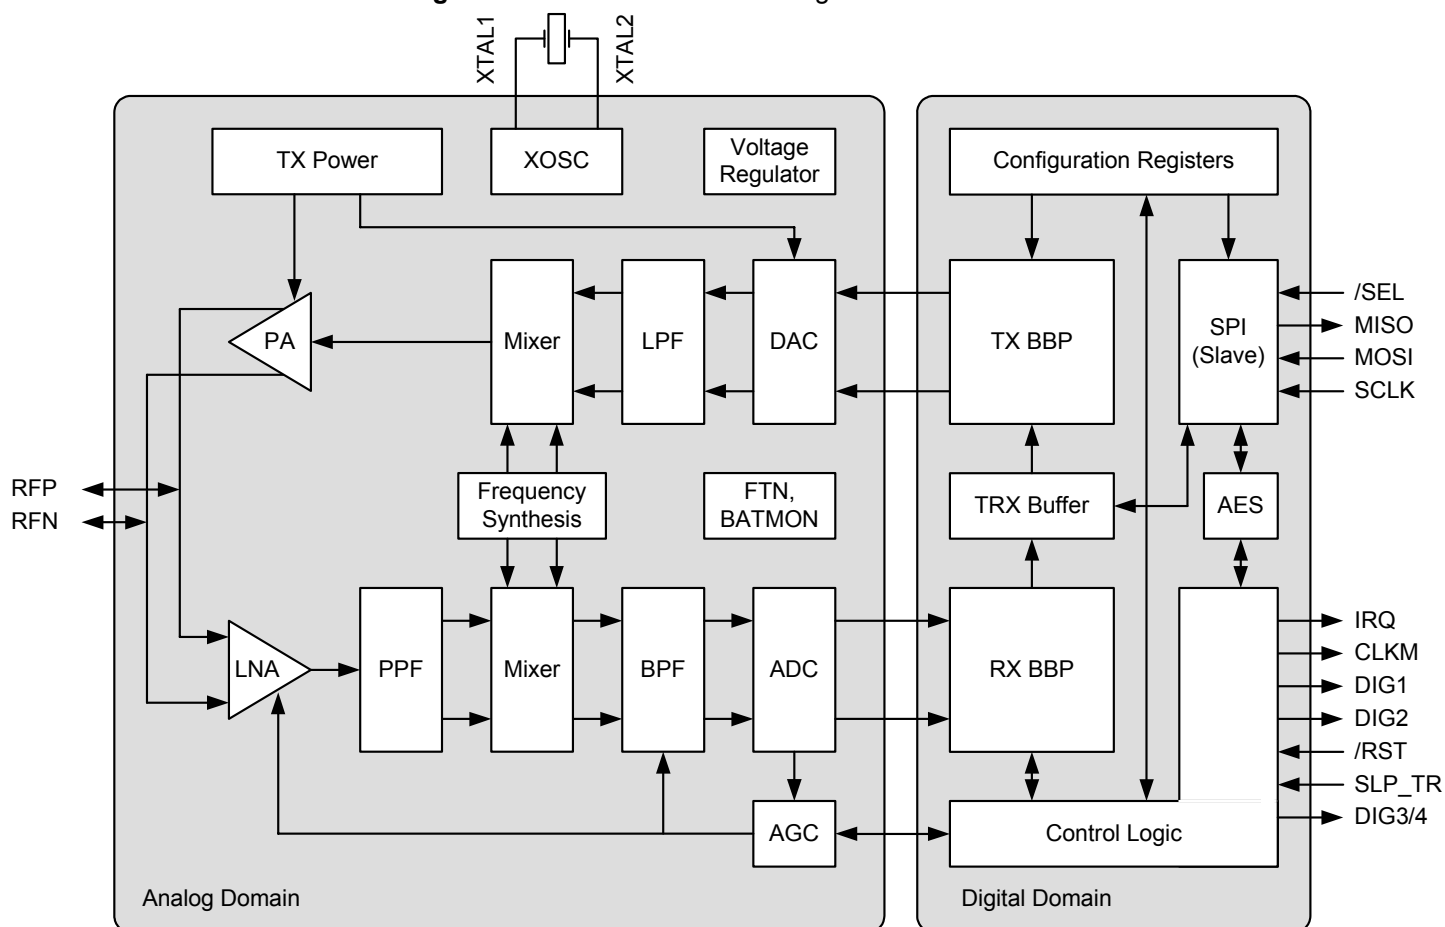 XTAL1
XTAL2
TX Power
XOSC
Voltage
Regulator
Configuration Registers
PA
Mixer
LPF
DAC
TX BBP
SPI
(Slave)
/SEL
MISO
MOSI
SCLK
RFP
RFN
Frequency
Synthesis
FTN,
BATMON
TRX Buffer
AES
LNA
PPF
Mixer
BPF
ADC
RX BBP
IRQ
CLKM
DIG1
DIG2
/RST
SLP_TR
DIG3/4
AGC
Control Logic
Analog Domain
Digital Domain